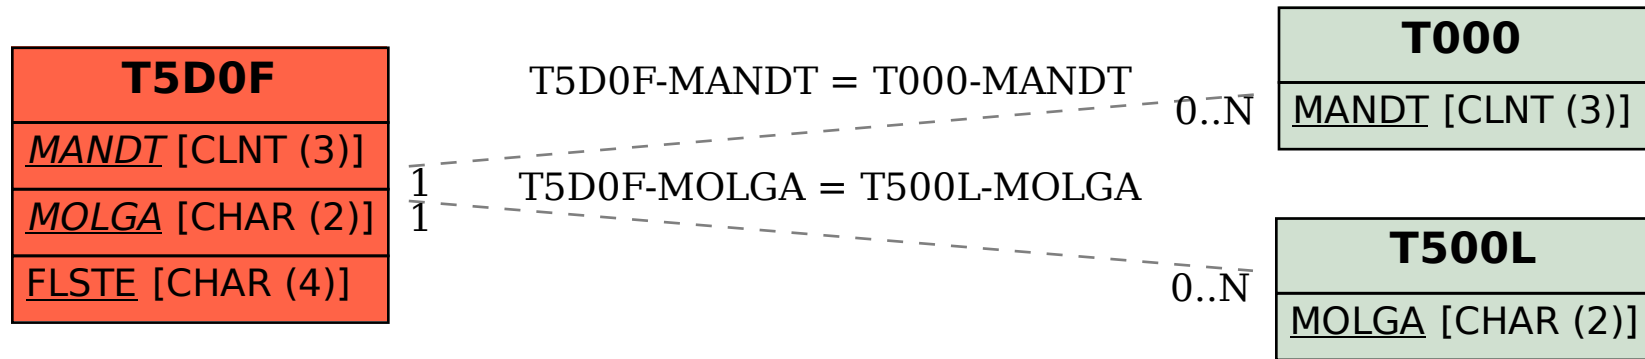 T5D0F
MANDT [CLNT (3)]
MOLGA [CHAR (2)]
FLSTE [CHAR (4)]
T5D0F-MANDT = T000-MANDT
1
0..N
T5D0F-MOLGA = T500L-MOLGA
1
0..N
T000
MANDT [CLNT (3)]
T500L
MOLGA [CHAR (2)]